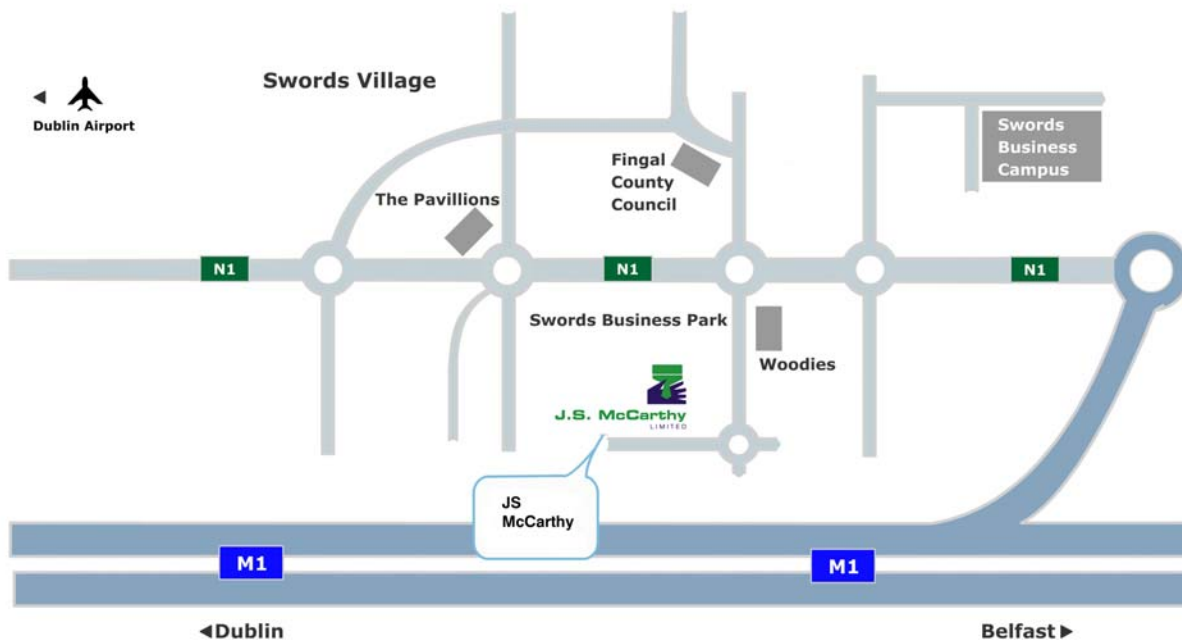 Swords Village
Dublin Airport
Swords
Business
Campus
Fingal
County
Council
The Pavillions
N1
N1
N1
Swords Business Park
Woodies
J.S. McCarthy
LIMITED
JS
McCarthy
M1
M1
Dublin
Belfast